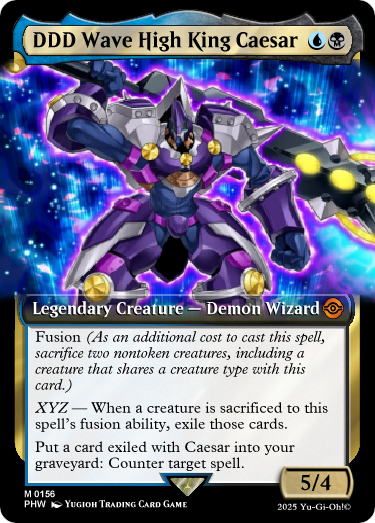 DDD Wave High King Caesar
Legendary Creature — Demon Wizard
Fusion (As an additional cost to cast this spell,
sacrifice two nontoken creatures, including a
creature that shares a creature type with this
card.)
XYZ — When a creature is sacrificed to this
spell's fusion ability, exile those cards.
Put a card exiled with Caesar into your
graveyard: Counter target spell.
5/4
M 0156
PHW Yugioh Trading Card Game
2025 Yu-Gi-Oh!©